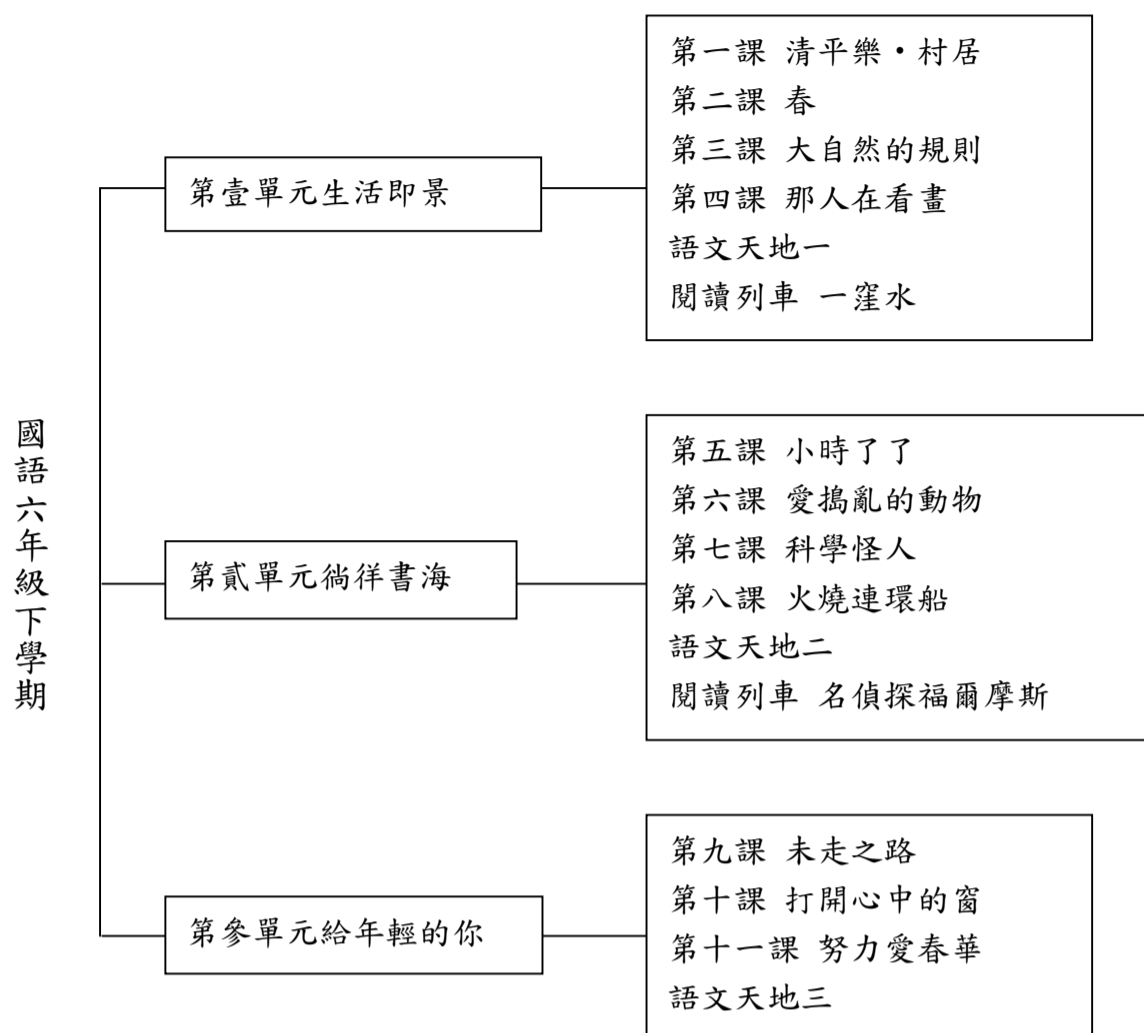 國語六年級下學期
第壹單元生活即景
第一課 清平樂·村居
第二課 春
第三課 大自然的規則
第四課 那人在看畫
語文天地一
閱讀列車 一窪水
第貳單元徜徉書海
第五課 小時了了
第六課 愛搗亂的動物
第七課 科學怪人
第八課 火燒連環船
語文天地二
閱讀列車 名偵探福爾摩斯
第參單元給年輕的你
第九課 未走之路
第十課 打開心中的窗
第十一課 努力愛春華
語文天地三